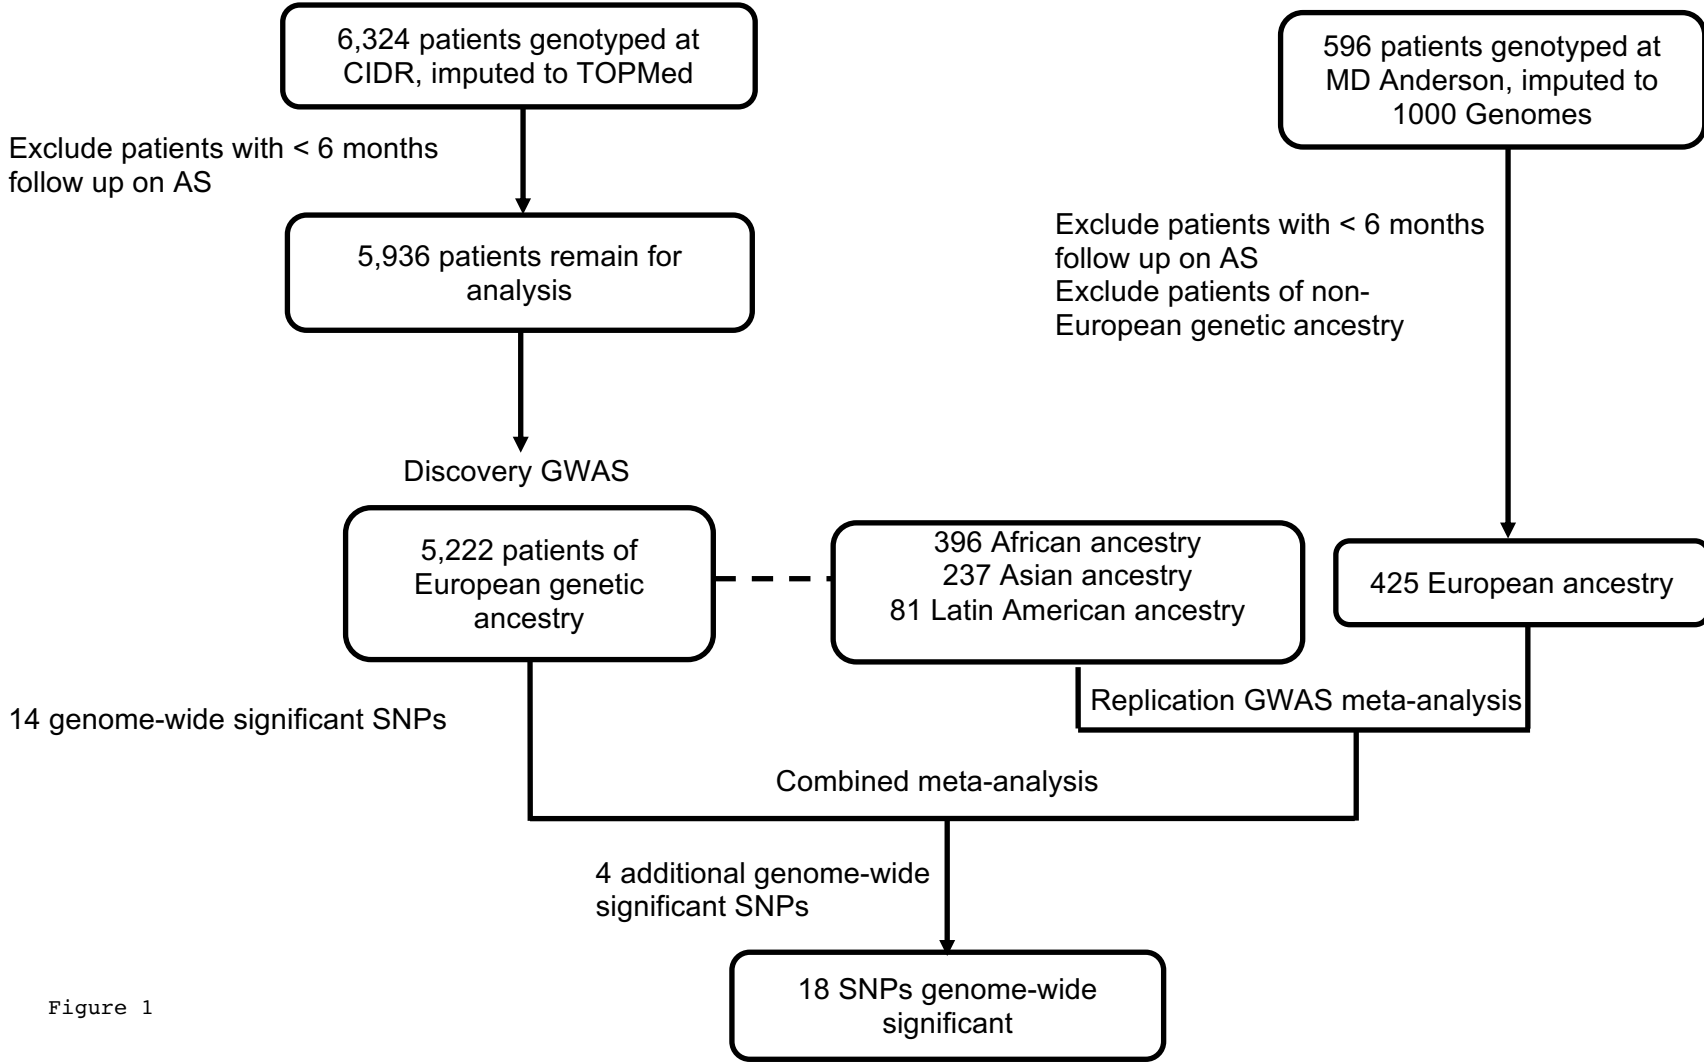 6,324 patients genotyped at
CIDR, imputed to TOPMed
596 patients genotyped at
MD Anderson, imputed to
1000 Genomes
Exclude patients with < 6 months
follow up on AS
5,936 patients remain for
analysis
Exclude patients with < 6 months
follow up on AS
Exclude patients of non-
European genetic ancestry
Discovery GWAS
5,222 patients of
European genetic
ancestry
396 African ancestry
237 Asian ancestry
81 Latin American ancestry
425 European ancestry
14 genome-wide significant SNPs
Replication GWAS meta-analysis
Combined meta-analysis
4 additional genome-wide
significant SNPs
18 SNPs genome-wide
significant
Figure 1